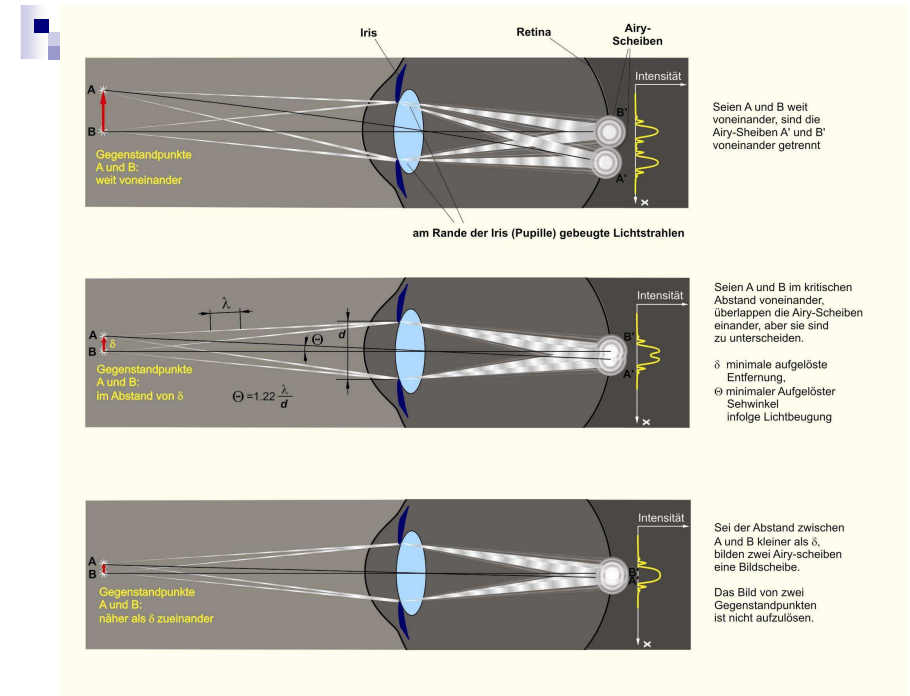 Iris
Retina
Airy-
Scheiben
Intensität
A
B
B'
A'
x
Gegenstandpunkte
A und B:
weit voneinander
Seien A und B weit
voneinander, sind die
Airy-Sheiben A' und B'
voneinander getrennt
am Rande der Iris (Pupille) gebeugte Lichtstrahlen
λ
Intensität
A
δ
B
Θ
d
B'
A'
x
Gegenstandpunkte
A und B:
im Abstand von δ
Θ=1.22 λ/d
Seien A und B im kritischen
Abstand voneinander,
überlappen die Airy-Scheiben
einander, aber sie sind
zu unterscheiden.
δ minimale aufgelöste
Entfernung,
Θ minimaler Aufgelöster
Sehwinkel
infolge Lichtbeugung
Intensität
A
B
B
A
x
Gegenstandpunkte
A und B:
näher als δ zueinander
Sei der Abstand zwischen
A und B kleiner als δ,
bilden zwei Airy-scheiben
eine Bildscheibe.
Das Bild von zwei
Gegenstandpunkten
ist nicht aufzulösen.